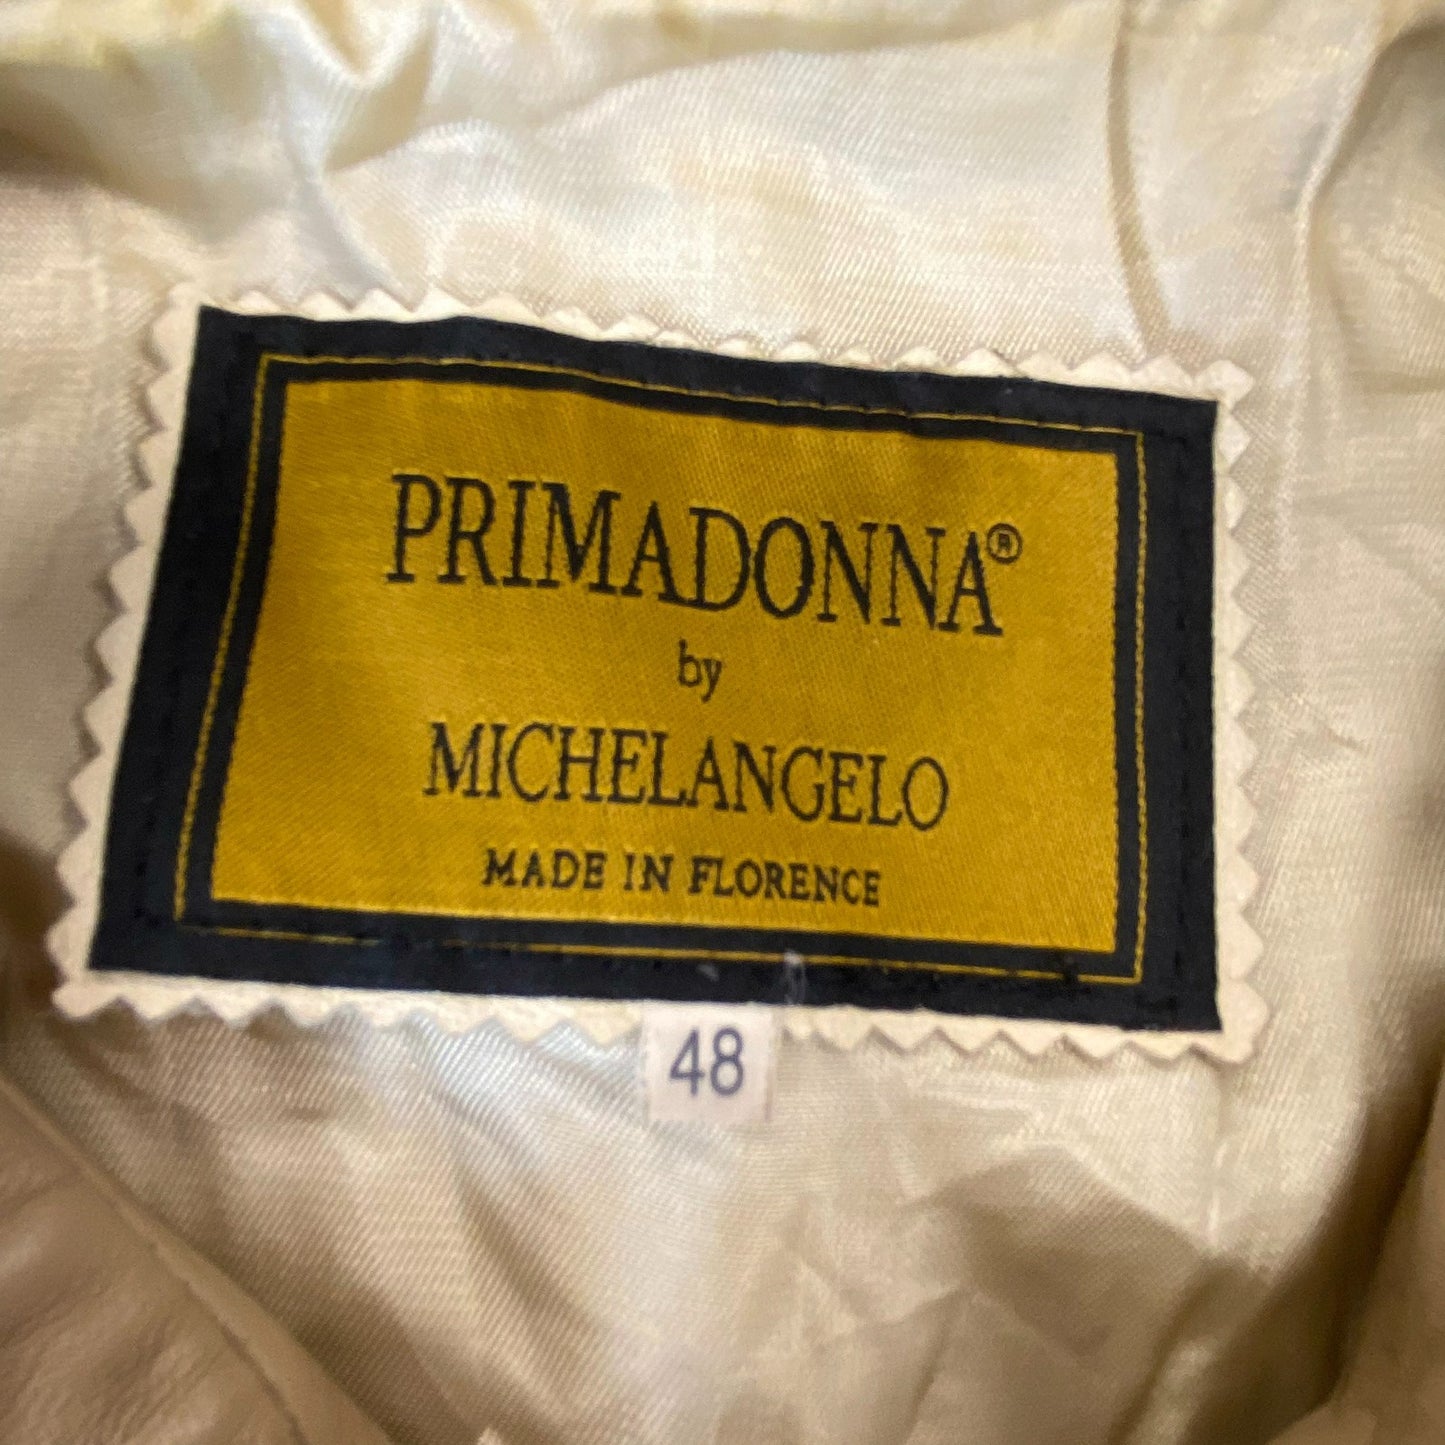 PRIMADONNA®
by
MICHELANGELO
MADE IN FLORENCE
48